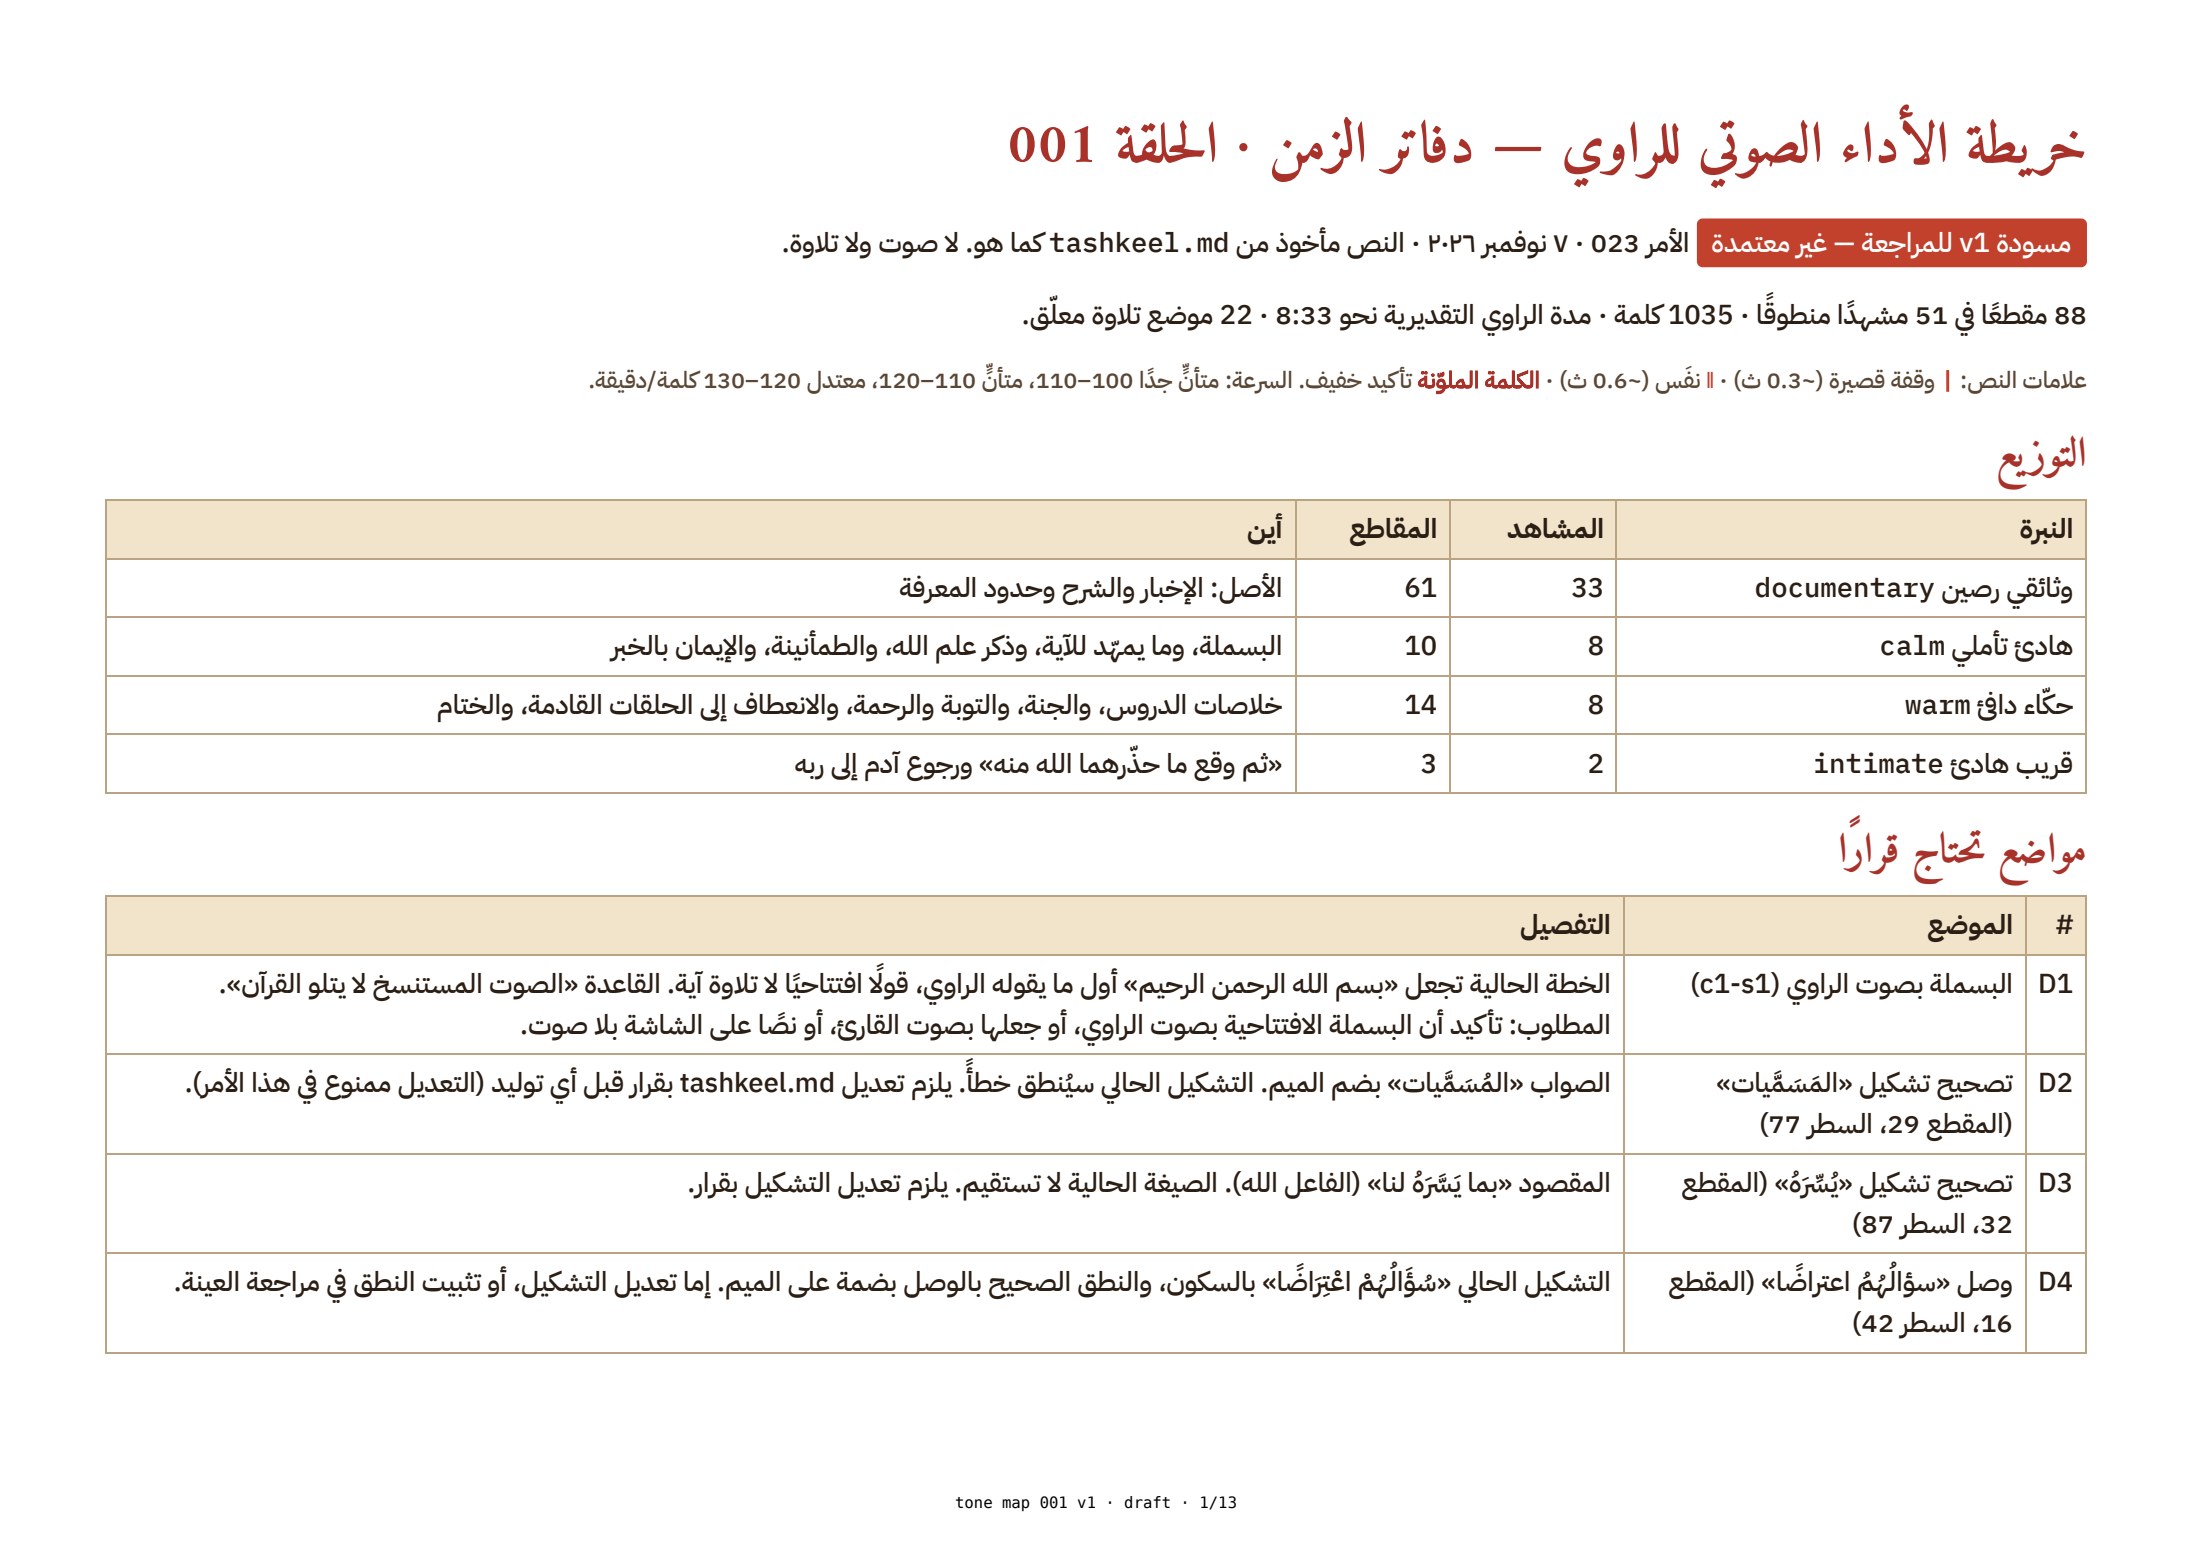 خريطة الأداء الصوتي للراوي — دفاتر الزمن · الحلقة 001
مسودة v1 للمراجعة — غير معتمدة الأمر 023 · ٧ نوفمبر ٢٠٢٦ · النص مأخوذ من tashkeel.md كما هو. لا صوت ولا تلاوة.
88 مقطعًا في 51 مشهدًا منطوقًا · 1035 كلمة · مدة الراوي التقديرية نحو 8:33 · 22 موضع تلاوة معلّق.
علامات النص: | وقفة قصيرة (~0.3 ث) · ‖ نفَس (~0.6 ث) · الكلمة الملوّنة تأكيد خفيف. السرعة: متأنٍّ جدًا 100–110، متأنٍّ 110–120، معتدل 120–130 كلمة/دقيقة.
التوزيع
النبرة المشاهد المقاطع أين
وثائقي رصين documentary 33 61 الأصل: الإخبار والشرح وحدود المعرفة
هادئ تأملي calm 8 10 البسملة، وما يمهّد للآية، وذكر علم الله، والطمأنينة، والإيمان بالخبر
حكّاء دافئ warm 8 14 خلاصات الدروس، والجنة، والتوبة والرحمة، والانعطاف إلى الحلقات القادمة، والختام
قريب هادئ intimate 2 3 «ثم وقع ما حذّرهما الله منه» ورجوع آدم إلى ربه
مواضع تحتاج قرارًا
# الموضع التفصيل
D1 البسملة بصوت الراوي (c1-s1) الخطة الحالية تجعل «بسم الله الرحمن الرحيم» أول ما يقوله الراوي، قولًا افتتاحيًا لا تلاوة آية. القاعدة «الصوت المستنسخ لا يتلو القرآن».
المطلوب: تأكيد أن البسملة الافتتاحية بصوت الراوي، أو جعلها بصوت القارئ، أو نصًا على الشاشة بلا صوت.
D2 تصحيح تشكيل «المَسَمَّيات» الصواب «المُسَمَّيات» بضم الميم. التشكيل الحالي سيُنطق خطأً. يلزم تعديل tashkeel.md بقرار قبل أي توليد (التعديل ممنوع في هذا الأمر).
(المقطع 29، السطر 77)
D3 تصحيح تشكيل «يُسِّرَهُ» (المقطع المقصود «بما يَسَّرَهُ لنا» (الفاعل الله). الصيغة الحالية لا تستقيم. يلزم تعديل التشكيل بقرار.
32، السطر 87)
D4 وصل «سؤالُهُمُ اعتراضًا» (المقطع التشكيل الحالي «سُؤَالُهُمْ اعْتِرَاضًا» بالسكون، والنطق الصحيح بالوصل بضمة على الميم. إما تعديل التشكيل، أو تثبيت النطق في مراجعة العينة.
16، السطر 42)
tone map 001 v1 · draft · 1/13